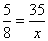 5/8 = 35/x